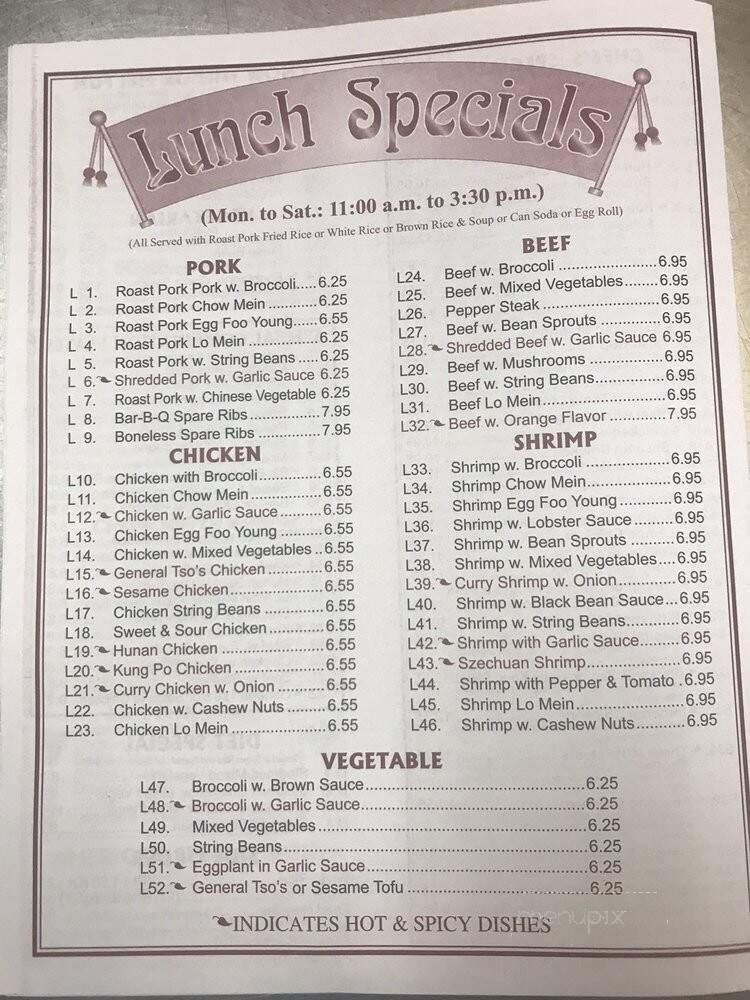 Lunch Specials
(Mon. to Sat.: 11:00 a.m. to 3:30 p.m.)
(All Served with Roast Pork Fried Rice or White Rice or Brown Rice & Soup or Can Soda or Egg Roll)
PORK
L 1. Roast Pork Pork w. Broccoli.....6.25
L 2. Roast Pork Chow Mein ..............6.25
L 3. Roast Pork Egg Foo Young......6.55
L 4. Roast Pork Lo Mein .................6.25
L 5. Roast Pork w. String Beans .....6.25
L 6. Shredded Pork w. Garlic Sauce 6.25
L 7. Roast Pork w. Chinese Vegetable 6.25
L 8. Bar-B-Q Spare Ribs.................7.95
L 9. Boneless Spare Ribs ...............7.95
CHICKEN
L10. Chicken with Broccoli...............6.55
L11. Chicken Chow Mein.................6.55
L12. Chicken w. Garlic Sauce..........6.55
L13. Chicken Egg Foo Young ..........6.55
L14. Chicken w. Mixed Vegetables ..6.55
L15. General Tso's Chicken.............6.55
L16. Sesame Chicken......................6.55
L17. Chicken String Beans ..............6.55
L18. Sweet & Sour Chicken..............6.55
L19. Hunan Chicken ........................6.55
L20. Kung Po Chicken .....................6.55
L21. Curry Chicken w. Onion ...........6.55
L22. Chicken w. Cashew Nuts .........6.55
L23. Chicken Lo Mein ......................6.55
BEEF
L24. Beef w. Broccoli .......................6.95
L25. Beef w. Mixed Vegetables........6.95
L26. Pepper Steak ...........................6.95
L27. Beef w. Bean Sprouts ..............6.95
L28. Shredded Beef w. Garlic Sauce 6.95
L29. Beef w. Mushrooms .................6.95
L30. Beef w. String Beans................6.95
L31. Beef Lo Mein............................6.95
L32. Beef w. Orange Flavor .............7.95
SHRIMP
L33. Shrimp w. Broccoli ...................6.95
L34. Shrimp Chow Mein...................6.95
L35. Shrimp Egg Foo Young............6.95
L36. Shrimp w. Lobster Sauce .........6.95
L37. Shrimp w. Bean Sprouts ..........6.95
L38. Shrimp w. Mixed Vegetables....6.95
L39. Curry Shrimp w. Onion.............6.95
L40. Shrimp w. Black Bean Sauce...6.95
L41. Shrimp w. String Beans............6.95
L42. Shrimp with Garlic Sauce.........6.95
L43. Szechuan Shrimp.....................6.95
L44. Shrimp with Pepper & Tomato .6.95
L45. Shrimp Lo Mein........................6.95
L46. Shrimp w. Cashew Nuts...........6.95
VEGETABLE
L47. Broccoli w. Brown Sauce..................................................6.25
L48. Broccoli w. Garlic Sauce...................................................6.25
L49. Mixed Vegetables.............................................................6.25
L50. String Beans.....................................................................6.25
L51. Eggplant in Garlic Sauce..................................................6.25
L52. General Tso's or Sesame Tofu .........................................6.25
INDICATES HOT & SPICY DISHES
menupix